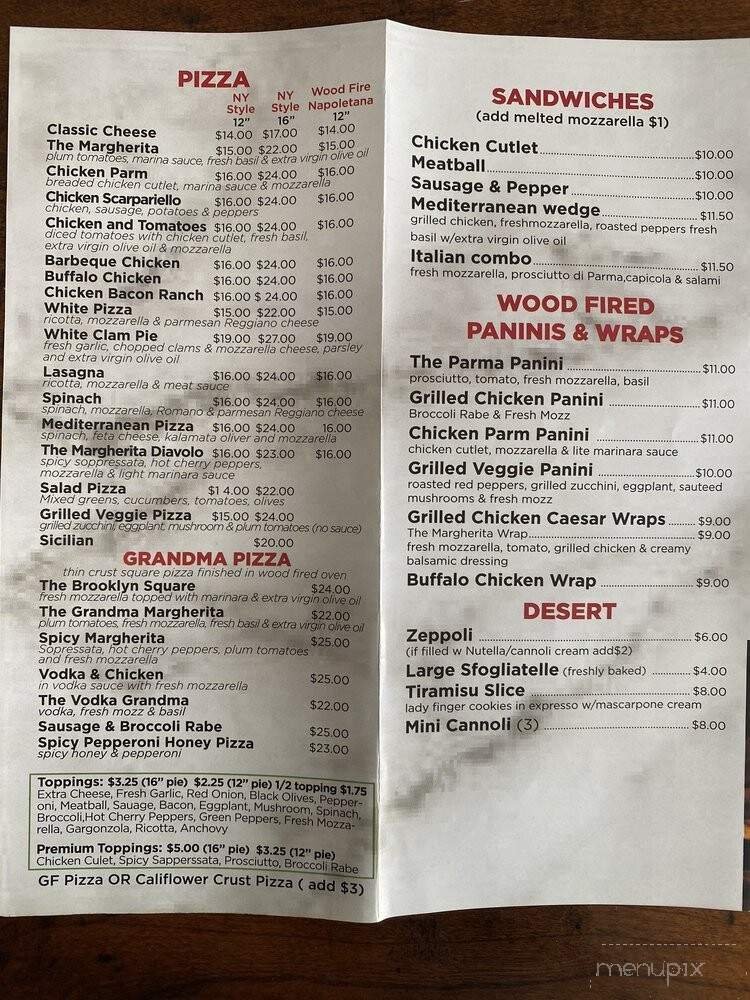 PIZZA
NY Style 12" NY Style 16" Wood Fire Napoletana 12"
Classic Cheese $14.00 $17.00 $14.00
The Margherita $15.00 $22.00 $15.00
plum tomatoes, marina sauce, fresh basil & extra virgin olive oil
Chicken Parm $16.00 $24.00 $16.00
breaded chicken cutlet, marina sauce & mozzarella
Chicken Scarpariello $16.00 $24.00 $16.00
chicken, sausage, potatoes & peppers
Chicken and Tomatoes $16.00 $24.00 $16.00
diced tomatoes with chicken cutlet, fresh basil,
extra virgin olive oil & mozzarella
Barbeque Chicken $16.00 $24.00 $16.00
Buffalo Chicken $16.00 $24.00 $16.00
Chicken Bacon Ranch $16.00 $ 24.00 $16.00
White Pizza $15.00 $22.00 $15.00
ricotta, mozzarella & parmesan Reggiano cheese
White Clam Pie $19.00 $27.00 $19.00
fresh garlic, chopped clams & mozzarella cheese, parsley
and extra virgin olive oil
Lasagna $16.00 $24.00 $16.00
ricotta, mozzarella & meat sauce
Spinach $16.00 $24.00 $16.00
spinach, mozzarella, Romano & parmesan Reggiano cheese
Mediterranean Pizza $16.00 $24.00 16.00
spinach, feta cheese, kalamata oliver and mozzarella
The Margherita Diavolo $16.00 $23.00 $16.00
spicy soppressata, hot cherry peppers,
mozzarella & light marinara sauce
Salad Pizza $1 4.00 $22.00
Mixed greens, cucumbers, tomatoes, olives
Grilled Veggie Pizza $15.00 $24.00
grilled zucchini, eggplant, mushroom & plum tomatoes (no sauce)
Sicilian $20.00
GRANDMA PIZZA
thin crust square pizza finished in wood fired oven
The Brooklyn Square $24.00
fresh mozzarella topped with marinara & extra virgin olive oil
The Grandma Margherita $22.00
plum tomatoes, fresh mozzarella, fresh basil & extra virgin olive oil
Spicy Margherita $25.00
Sopressata, hot cherry peppers, plum tomatoes
and fresh mozzarella
Vodka & Chicken $25.00
in vodka sauce with fresh mozzarella
The Vodka Grandma $22.00
vodka, fresh mozz & basil
Sausage & Broccoli Rabe $25.00
Spicy Pepperoni Honey Pizza $23.00
spicy honey & pepperoni
Toppings: $3.25 (16" pie) $2.25 (12" pie) 1/2 topping $1.75
Extra Cheese, Fresh Garlic, Red Onion, Black Olives, Pepper-
oni, Meatball, Sauage, Bacon, Eggplant, Mushroom, Spinach,
Broccoli,Hot Cherry Peppers, Green Peppers, Fresh Mozza-
rella, Gargonzola, Ricotta, Anchovy
Premium Toppings: $5.00 (16" pie) $3.25 (12" pie)
Chicken Culet, Spicy Sapperssata, Prosciutto, Broccoli Rabe
GF Pizza OR Califlower Crust Pizza ( add $3)
SANDWICHES
(add melted mozzarella $1)
Chicken Cutlet $10.00
Meatball $10.00
Sausage & Pepper $10.00
Mediterranean wedge $11.50
grilled chicken, freshmozzarella, roasted peppers fresh
basil w/extra virgin olive oil
Italian combo $11.50
fresh mozzarella, prosciutto di Parma,capicola & salami
WOOD FIRED
PANINIS & WRAPS
The Parma Panini $11.00
prosciutto, tomato, fresh mozzarella, basil
Grilled Chicken Panini $11.00
Broccoli Rabe & Fresh Mozz
Chicken Parm Panini $11.00
chicken cutlet, mozzarella & lite marinara sauce
Grilled Veggie Panini $10.00
roasted red peppers, grilled zucchini, eggplant, sauteed
mushrooms & fresh mozz
Grilled Chicken Caesar Wraps $9.00
The Margherita Wrap $9.00
fresh mozzarella, tomato, grilled chicken & creamy
balsamic dressing
Buffalo Chicken Wrap $9.00
DESERT
Zeppoli $6.00
(if filled w Nutella/cannoli cream add$2)
Large Sfogliatelle (freshly baked) $4.00
Tiramisu Slice $8.00
lady finger cookies in expresso w/mascarpone cream
Mini Cannoli (3) $8.00
menupix